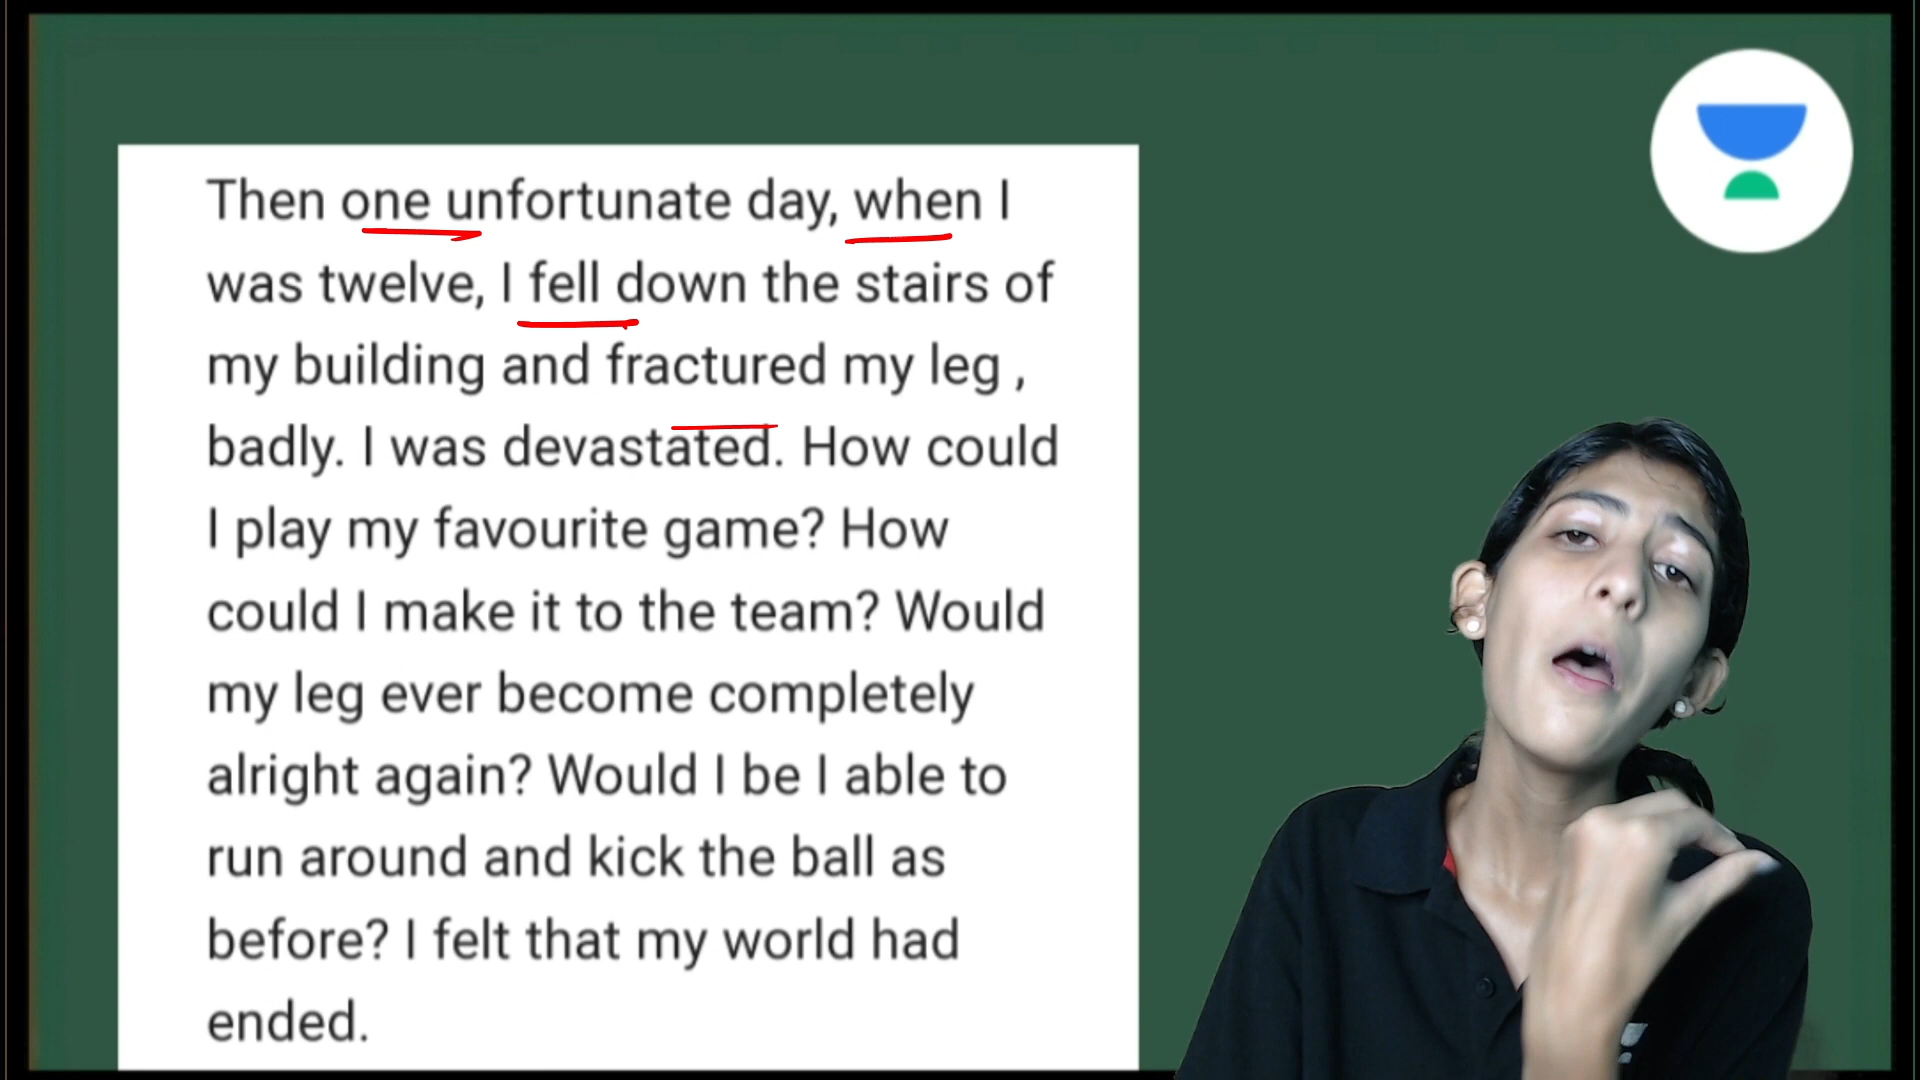 Then one unfortunate day, when I
was twelve, I fell down the stairs of
my building and fractured my leg ,
badly. I was devastated. How could
I play my favourite game? How
could I make it to the team? Would
my leg ever become completely
alright again? Would I be I able to
run around and kick the ball as
before? I felt that my world had
ended.